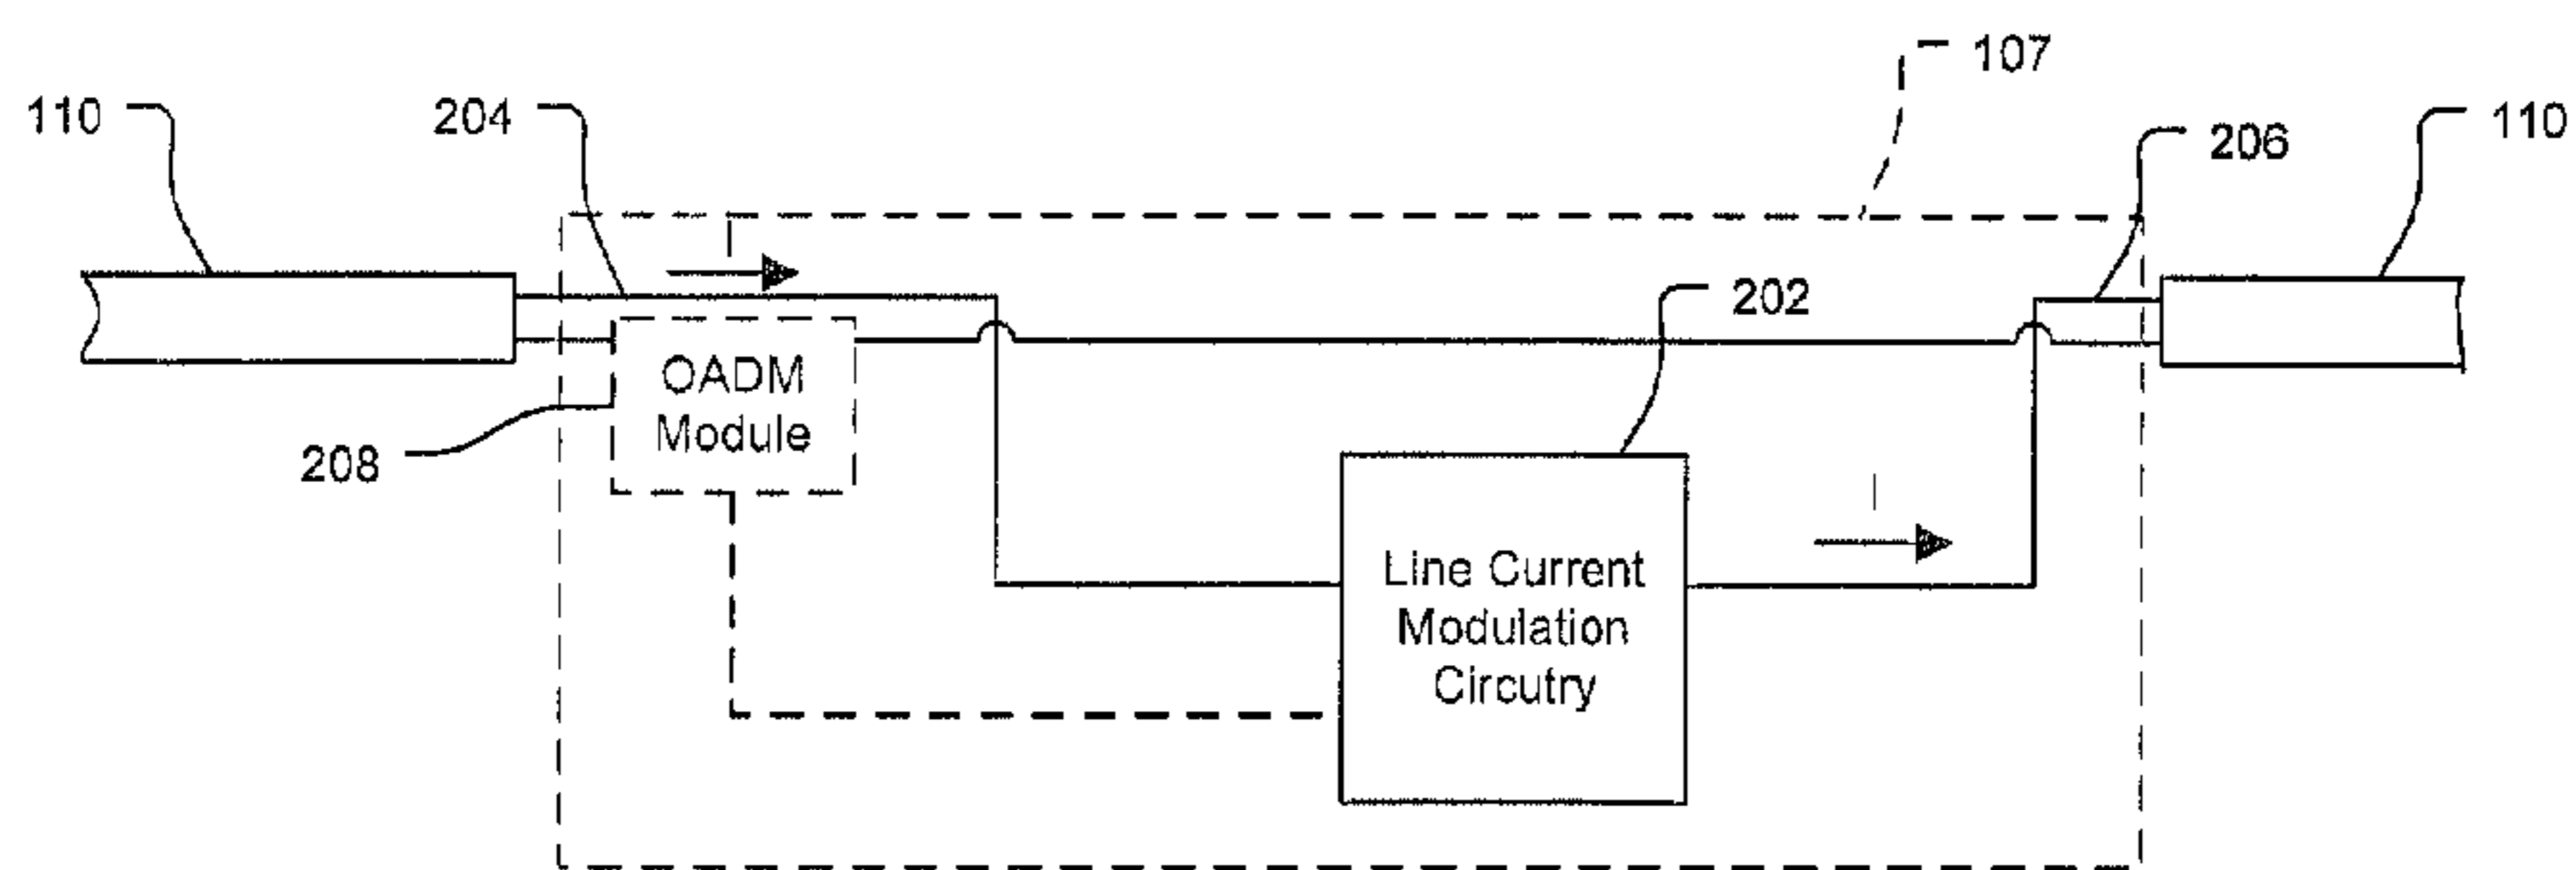 107
110
204
206
110
I
202
OADM
Module
208
I
Line Current
Modulation
Circutry